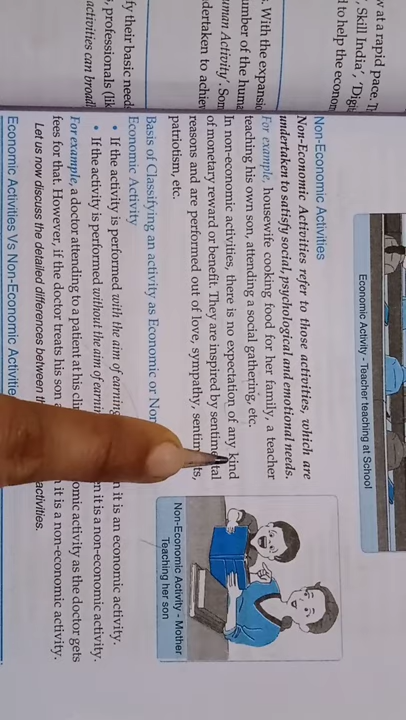 w at a rapid pace. T
, Skill India', 'Digit
d to help the econom
. With the expansi
umber of the huma
uman Activity'. Som
dertaken to achiev
fy their basic needs
, professionals (lik
activities can broadl
Economic Activity - Teacher teaching at School
Non-Economic Activities
Non-Economic Activities refer to those activities, which are
undertaken to satisfy social, psychological and emotional needs.
For example, housewife cooking food for her family, a teacher
teaching his own son, attending a social gathering, etc.
In non-economic activities, there is no expectation of any kind
of monetary reward or benefit. They are inspired by sentimental
reasons and are performed out of love, sympathy,
patriotism, etc.
Non-Economic Activity - Mother
Teaching her son
Basis of Classifying an activity as Economic or Non
Economic Activity
• If the activity is performed with the aim of earning it is an economic activity.
• If the activity is performed without the aim of it is a non-economic activity.
For example, a doctor attending to a patient at his activity as the doctor gets
fees for that. However, if the doctor treats his son it is a non-economic activity.
Let us now discuss the detailed differences between activities.
Economic Activities Vs Non-Economic Activitie